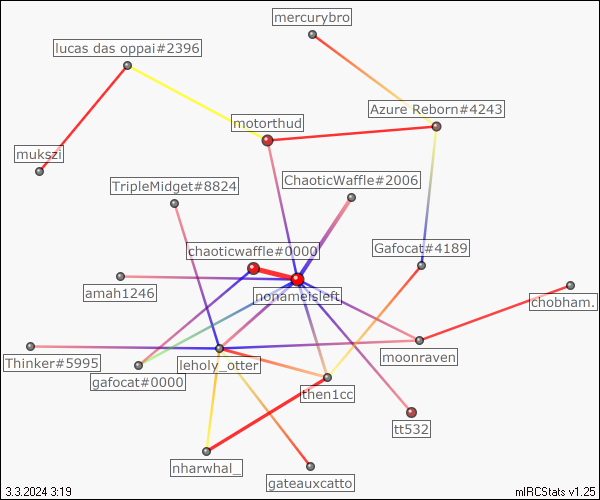 mercurybro
lucas das oppai#2396
Azure Reborn#4243
motorthud
mukszi
ChaoticWaffle#2006
TripleMidget#8824
chaoticwaffle#0000
Gafocat#4189
amah1246
nonameisleft
chobham.
Thinker#5995
leholy_otter
moonraven
gafocat#0000
then1cc
tt532
nharwhal_
gateauxcatto
3.3.2024 3:19
mIRCStats v1.25